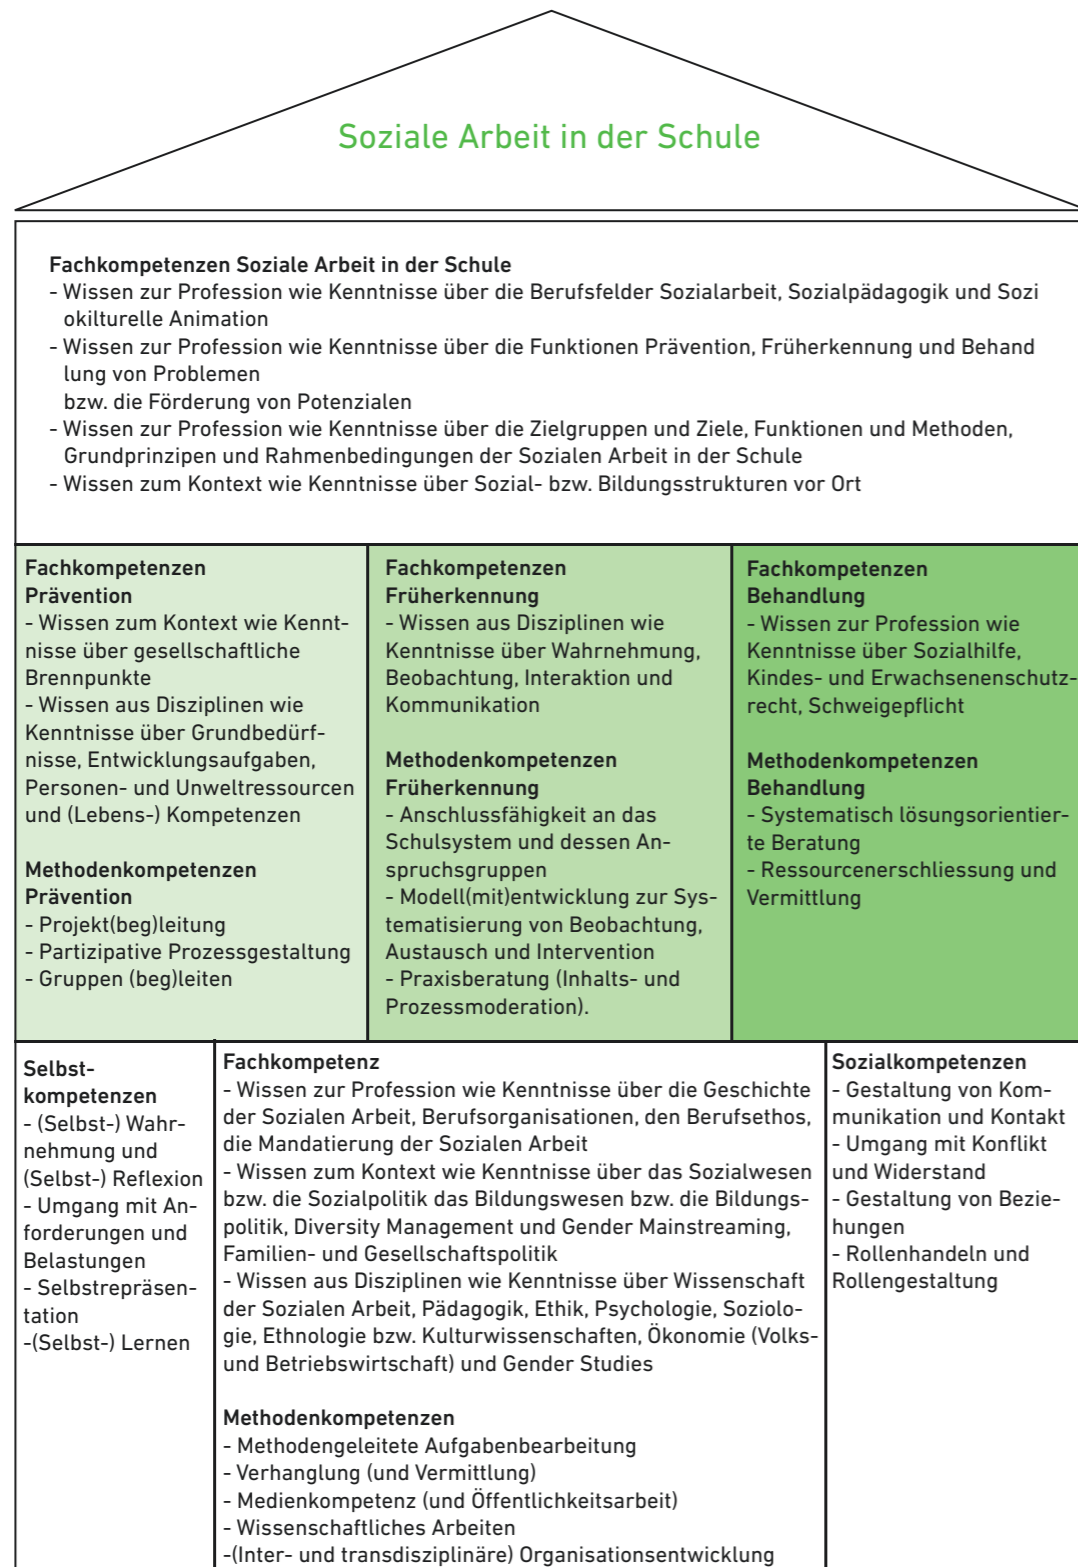 Soziale Arbeit in der Schule
Fachkompetenzen Soziale Arbeit in der Schule
- Wissen zur Profession wie Kenntnisse über die Berufsfelder Sozialarbeit, Sozialpädagogik und Sozi
okilturelle Animation
- Wissen zur Profession wie Kenntnisse über die Funktionen Prävention, Früherkennung und Behand
lung von Problemen
bzw. die Förderung von Potenzialen
- Wissen zur Profession wie Kenntnisse über die Zielgruppen und Ziele, Funktionen und Methoden,
Grundprinzipen und Rahmenbedingungen der Sozialen Arbeit in der Schule
- Wissen zum Kontext wie Kenntnisse über Sozial- bzw. Bildungsstrukturen vor Ort
Fachkompetenzen
Prävention
- Wissen zum Kontext wie Kennt-
nisse über gesellschaftliche
Brennpunkte
- Wissen aus Disziplinen wie
Kenntnisse über Grundbedürf-
nisse, Entwicklungsaufgaben,
Personen- und Unweltressourcen
und (Lebens-) Kompetenzen
Methodenkompetenzen
Prävention
- Projekt(beg)leitung
- Partizipative Prozessgestaltung
- Gruppen (beg)leiten
Fachkompetenzen
Früherkennung
- Wissen aus Disziplinen wie
Kenntnisse über Wahrnehmung,
Beobachtung, Interaktion und
Kommunikation
Methodenkompetenzen
Früherkennung
- Anschlussfähigkeit an das
Schulsystem und dessen An-
spruchsgruppen
- Modell(mit)entwicklung zur Sys-
tematisierung von Beobachtung,
Austausch und Intervention
- Praxisberatung (Inhalts- und
Prozessmoderation).
Fachkompetenzen
Behandlung
- Wissen zur Profession wie
Kenntnisse über Sozialhilfe,
Kindes- und Erwachsenenschutz-
recht, Schweigepflicht
Methodenkompetenzen
Behandlung
- Systematisch lösungsorientier-
te Beratung
- Ressourcenerschliessung und
Vermittlung
Selbst-
kompetenzen
- (Selbst-) Wahr-
nehmung und
(Selbst-) Reflexion
- Umgang mit An-
forderungen und
Belastungen
- Selbstrepräsen-
tation
-(Selbst-) Lernen
Fachkompetenz
- Wissen zur Profession wie Kenntnisse über die Geschichte
der Sozialen Arbeit, Berufsorganisationen, den Berufsethos,
die Mandatierung der Sozialen Arbeit
- Wissen zum Kontext wie Kenntnisse über das Sozialwesen
bzw. die Sozialpolitik das Bildungswesen bzw. die Bildungs-
politik, Diversity Management und Gender Mainstreaming,
Familien- und Gesellschaftspolitik
- Wissen aus Disziplinen wie Kenntnisse über Wissenschaft
der Sozialen Arbeit, Pädagogik, Ethik, Psychologie, Soziolo-
gie, Ethnologie bzw. Kulturwissenschaften, Ökonomie (Volks-
und Betriebswirtschaft) und Gender Studies
Methodenkompetenzen
- Methodengeleitete Aufgabenbearbeitung
- Verhanglung (und Vermittlung)
- Medienkompetenz (und Öffentlichkeitsarbeit)
- Wissenschaftliches Arbeiten
-(Inter- und transdisziplinäre) Organisationsentwicklung
Sozialkompetenzen
- Gestaltung von Kom-
munikation und Kontakt
- Umgang mit Konflikt
und Widerstand
- Gestaltung von Bezie-
hungen
- Rollenhandeln und
Rollengestaltung